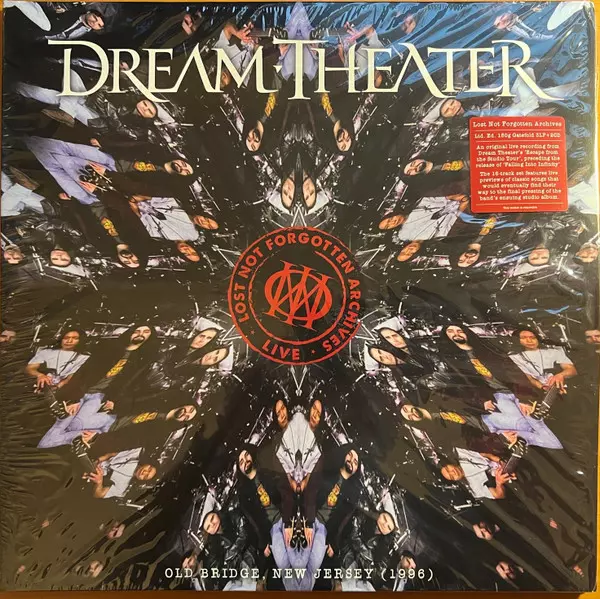 DREAM THEATER
Lost Not Forgotten Archives
Ltd. Ed. 180g Gatefold 3LP+2CD
An original live recording from
Dream Theater's 'Escape from
the Studio Tour', preceding the
release of 'Falling Into Infinity'
The 16-track set features live
previews of classic songs that
would eventually find their
way to the final pressing of the
band's ensuing studio album.
LOST NOT FORGOTTEN ARCHIVES
· LIVE ·
OLD BRIDGE, NEW JERSEY (1996)